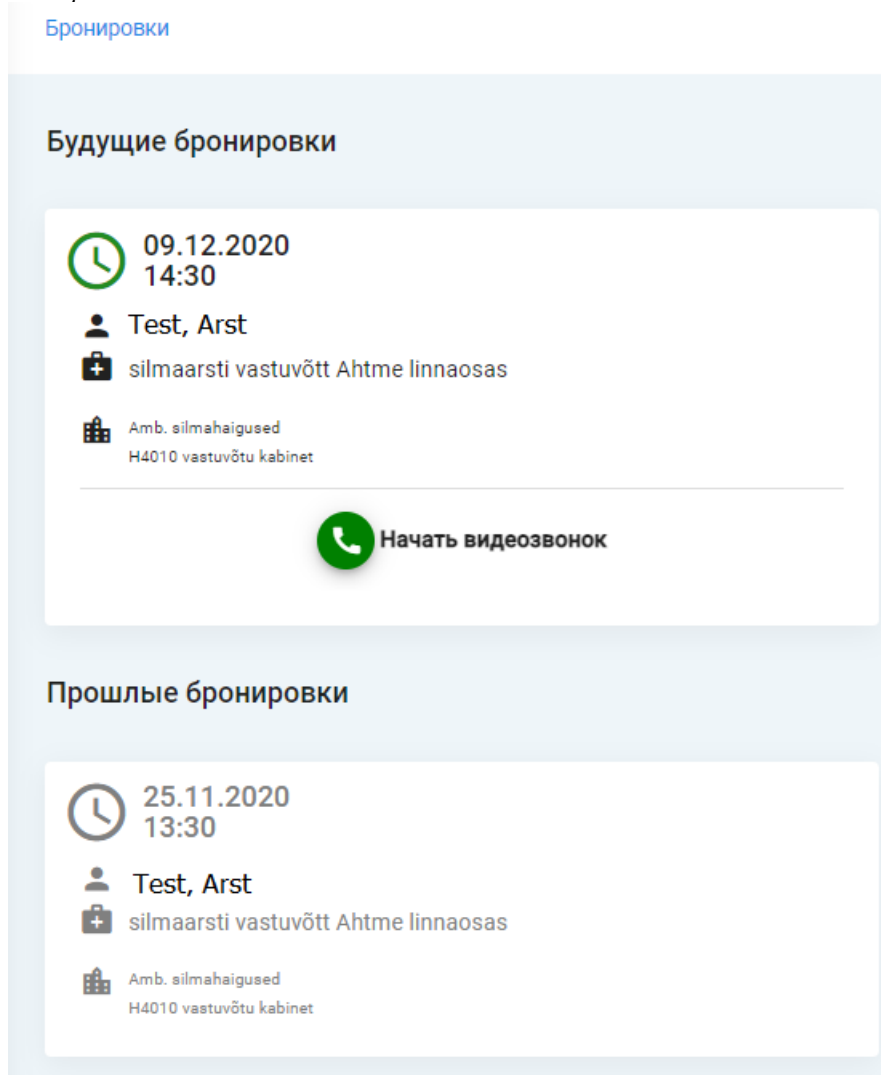 Бронировки
Будущие бронировки
09.12.2020
14:30
Test, Arst
silmaarsti vastuvõtt Ahtme linnaosas
Amb. silmahaigused
H4010 vastuvõtu kabinet
Начать видеозвонок
Прошлые бронировки
25.11.2020
13:30
Test, Arst
silmaarsti vastuvõtt Ahtme linnaosas
Amb. silmahaigused
H4010 vastuvõtu kabinet